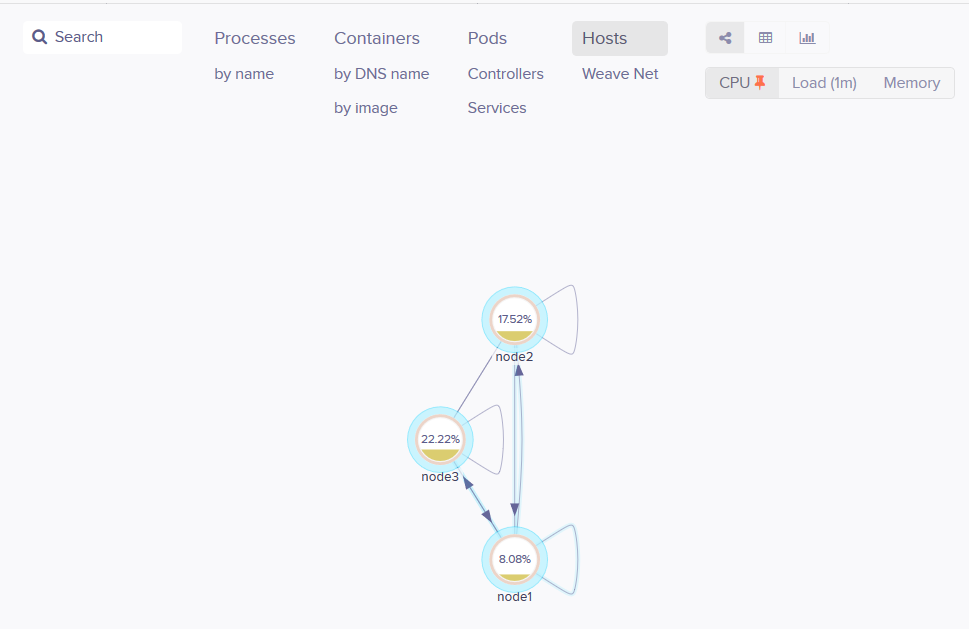 Search
Processes
Containers
Pods
Hosts
by name
by DNS name
Controllers
Weave Net
by image
Services
CPU
Load (1m)
Memory
17.52%
node2
22.22%
node3
8.08%
node1